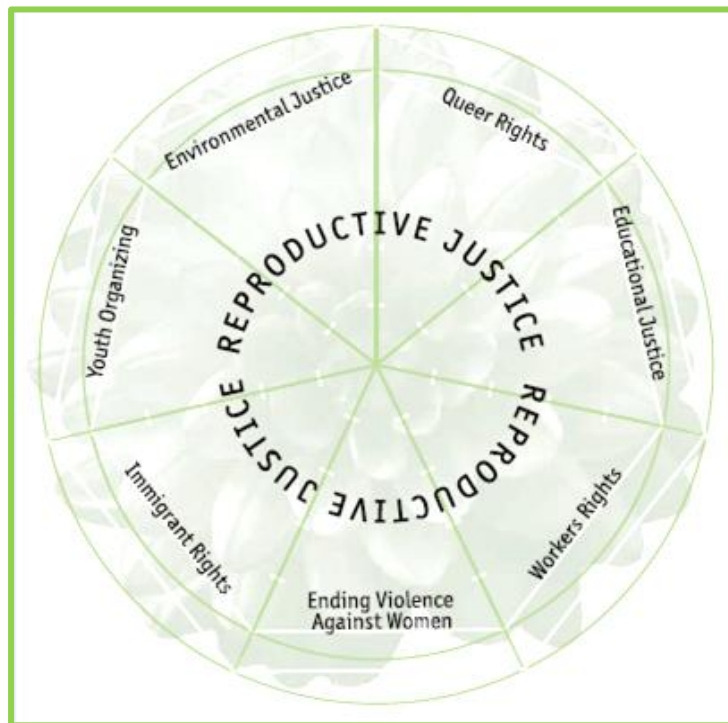 Environmental Justice
Queer Rights
Educational Justice
Workers Rights
Ending Violence
Against Women
Immigrant Rights
Youth Organizing
REPRODUCTIVE JUSTICE REPRODUCTIVE JUSTICE